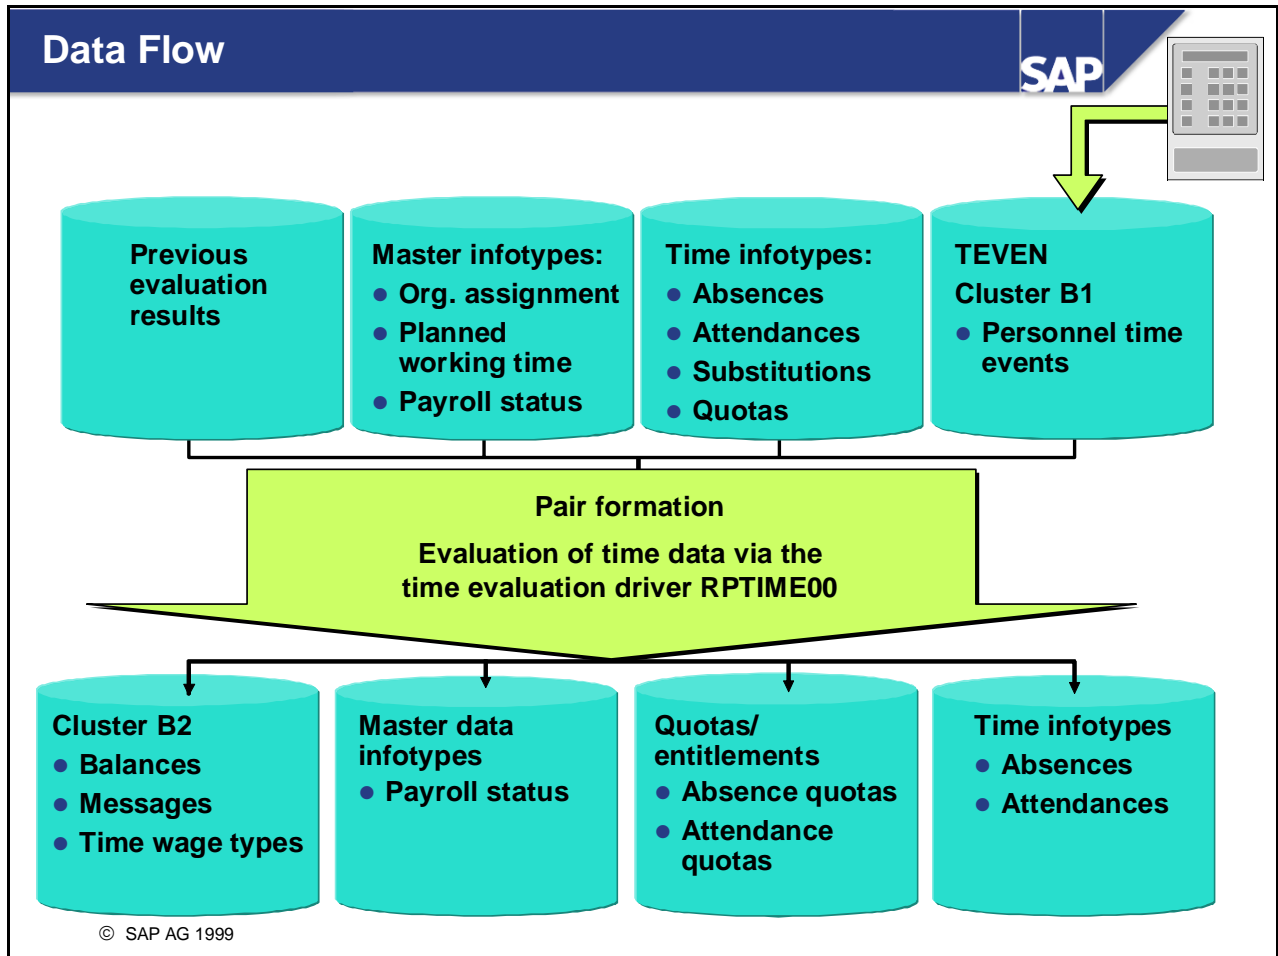 Data Flow
SAP
Previous
evaluation
results
Master infotypes:
● Org. assignment
● Planned
working time
● Payroll status
Time infotypes:
● Absences
● Attendances
● Substitutions
● Quotas
TEVEN
Cluster B1
● Personnel time
events
Pair formation
Evaluation of time data via the
time evaluation driver RPTIME00
Cluster B2
● Balances
● Messages
● Time wage types
Master data
infotypes
● Payroll status
Quotas/
entitlements
● Absence quotas
● Attendance
quotas
Time infotypes
● Absences
● Attendances
© SAP AG 1999